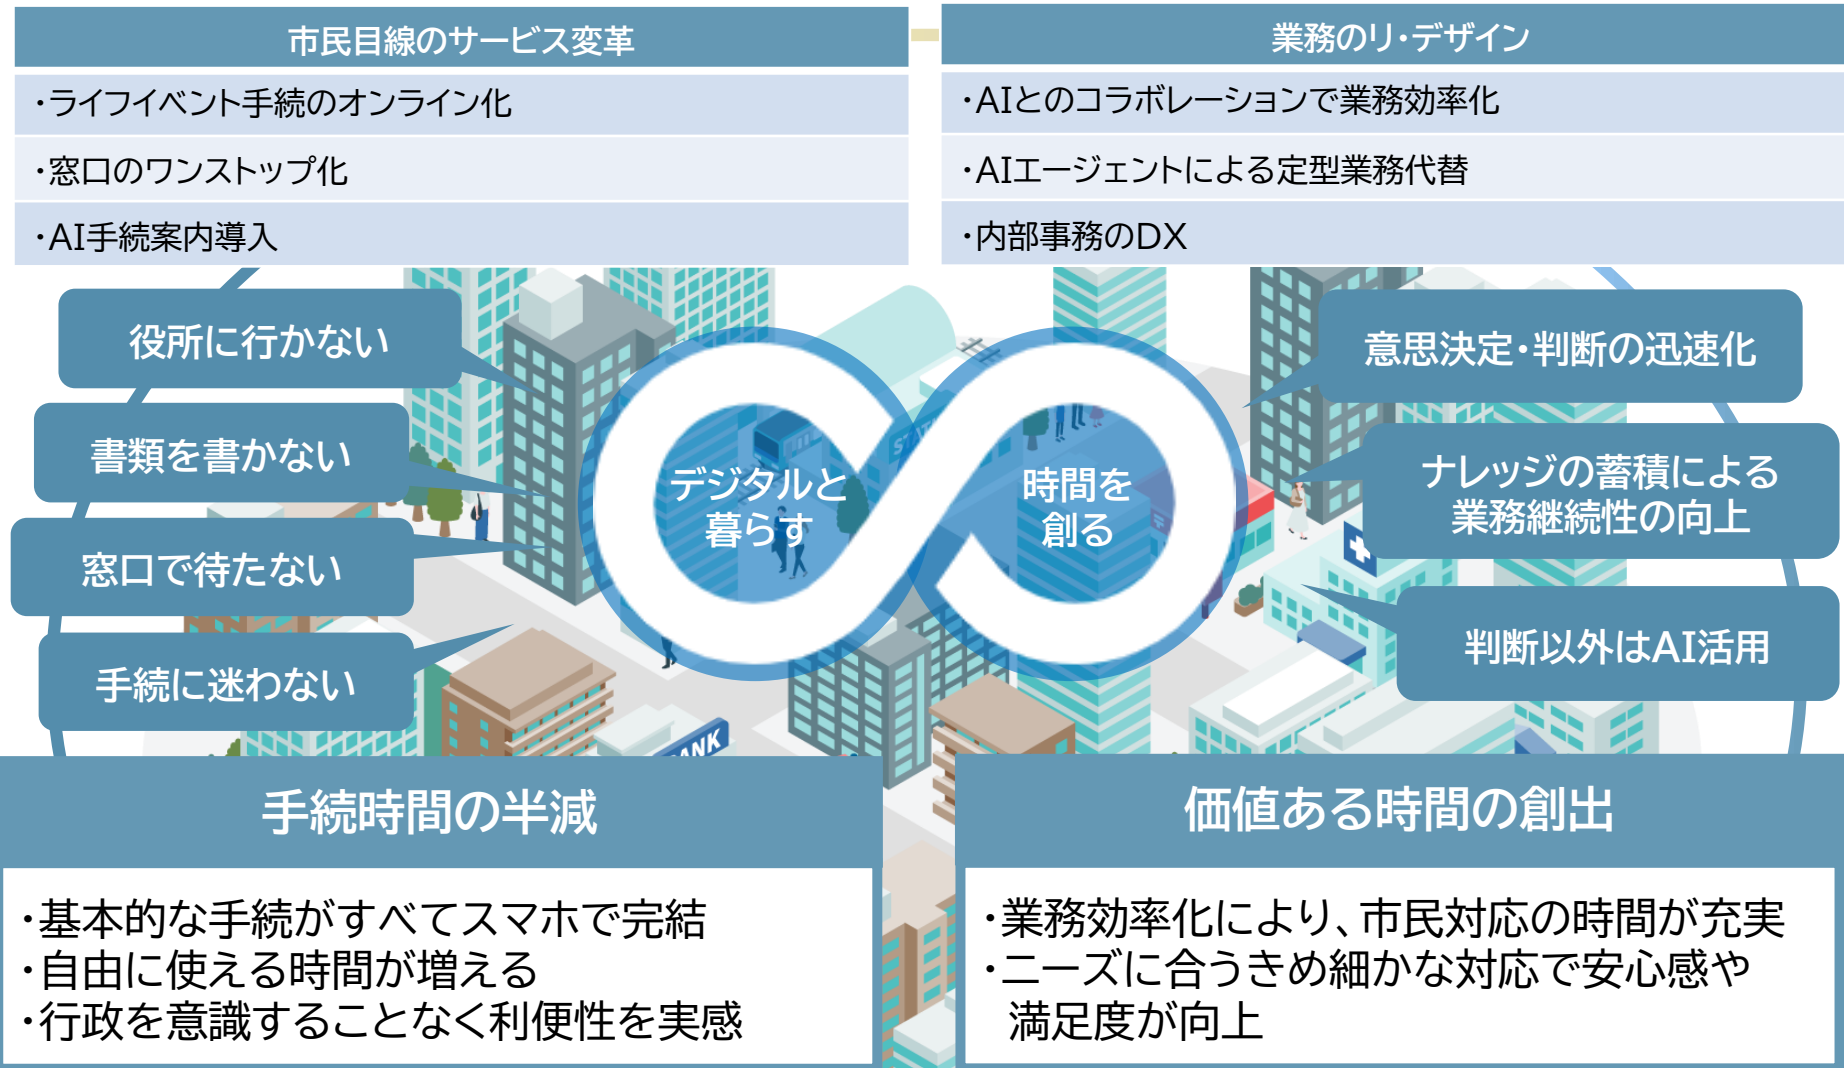 市民目線のサービス変革
・ライフイベント手続のオンライン化
・窓口のワンストップ化
・AI手続案内導入
業務のリ・デザイン
・AIとのコラボレーションで業務効率化
・AIエージェントによる定型業務代替
・内部事務のDX
役所に行かない
書類を書かない
窓口で待たない
手続に迷わない
デジタルと
暮らす
時間を
創る
意思決定・判断の迅速化
ナレッジの蓄積による
業務継続性の向上
判断以外はAI活用
手続時間の半減
・基本的な手続がすべてスマホで完結
・自由に使える時間が増える
・行政を意識することなく利便性を実感
価値ある時間の創出
・業務効率化により、市民対応の時間が充実
・ニーズに合うきめ細かな対応で安心感や
満足度が向上